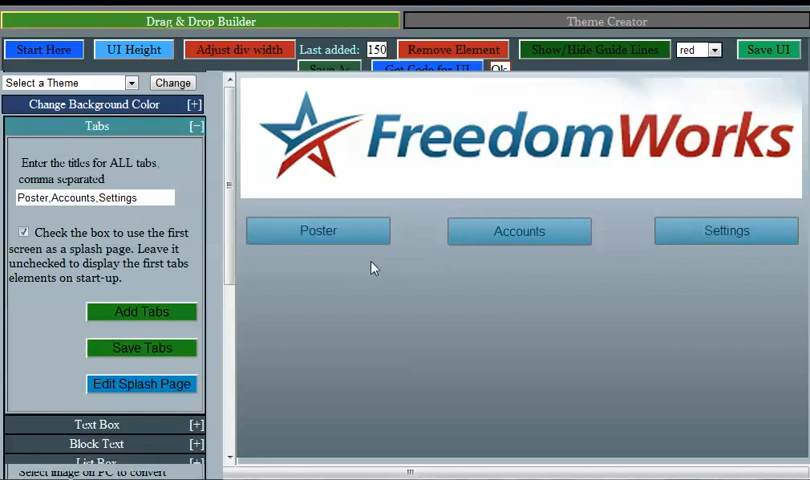 Drag & Drop Builder
Theme Creator
Start Here
UI Height
Adjust div width
Last added:
150
Remove Element
Show/Hide Guide Lines
red
Save UI
Save As
Get Code for UI
Ok
Select a Theme
Change
Change Background Color
[+]
Tabs
[−]
Enter the titles for ALL tabs,
comma separated
Poster,Accounts,Settings
Check the box to use the first
screen as a splash page. Leave it
unchecked to display the first tabs
elements on start-up.
Add Tabs
Save Tabs
Edit Splash Page
Text Box
[+]
Block Text
[+]
List Box
[+]
Select image on PC to convert
FreedomWorks
Poster
Accounts
Settings